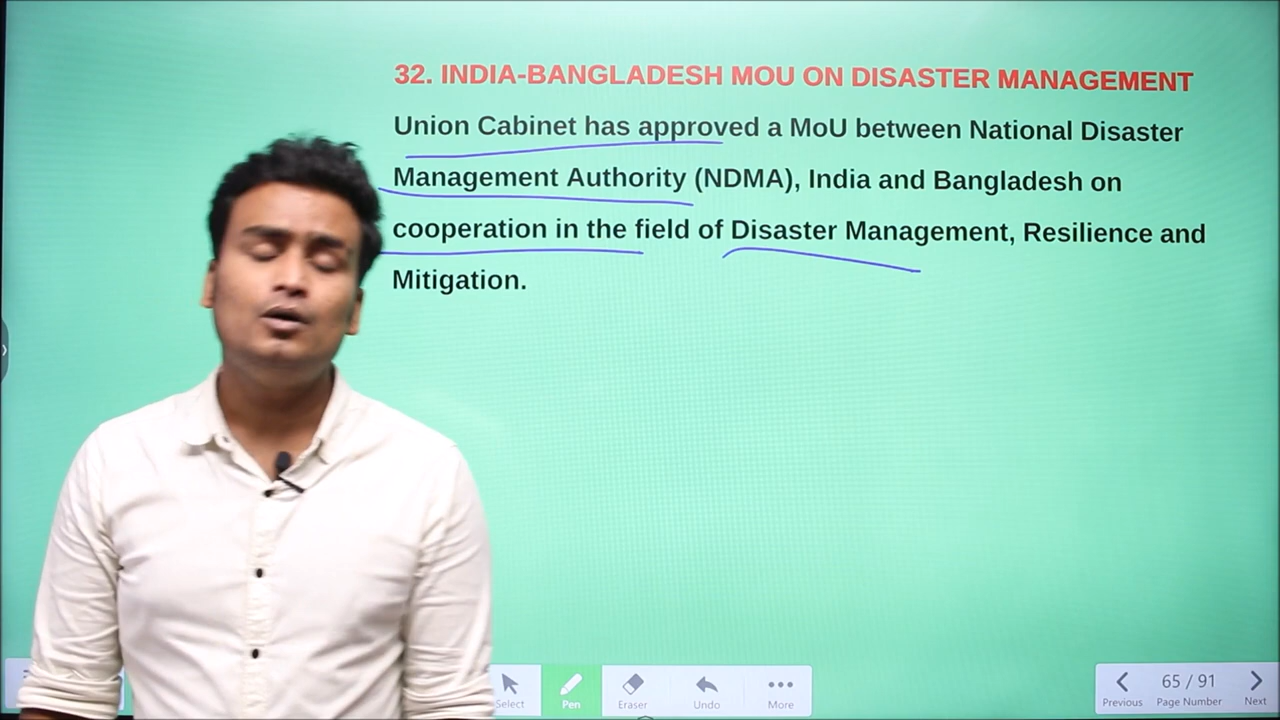 32. INDIA-BANGLADESH MOU ON DISASTER MANAGEMENT
Union Cabinet has approved a MoU between National Disaster
Management Authority (NDMA), India and Bangladesh on
cooperation in the field of Disaster Management, Resilience and
Mitigation.
Select
Pen
Eraser
Undo
More
Previous
65 / 91
Page Number
Next